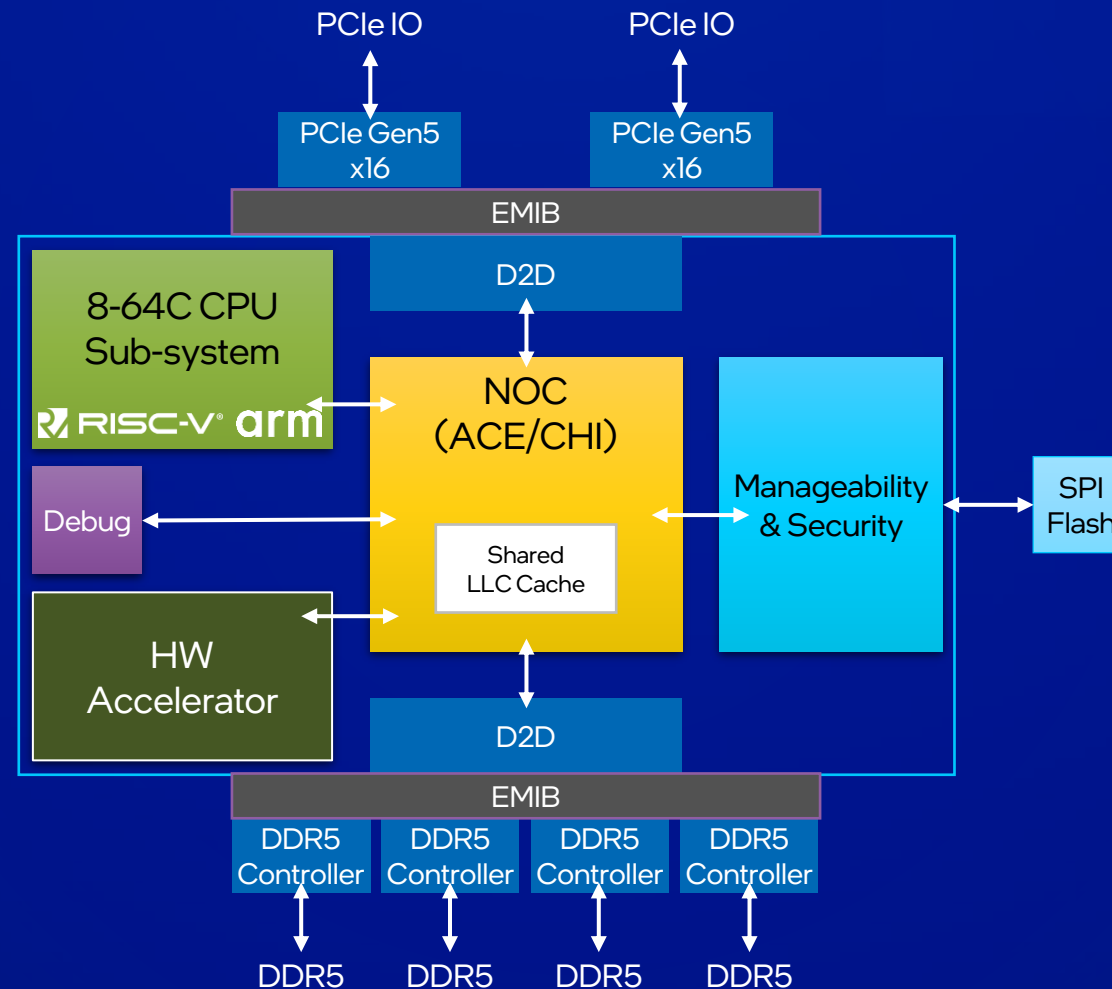 PCIe IO
PCIe IO
PCIe Gen5
x16
PCIe Gen5
x16
EMIB
D2D
8-64C CPU
Sub-system
RISC-V® arm
NOC
(ACE/CHI)
Manageability
& Security
SPI
Flash
Debug
Shared
LLC Cache
HW
Accelerator
D2D
EMIB
DDR5
Controller
DDR5
Controller
DDR5
Controller
DDR5
Controller
DDR5
DDR5
DDR5
DDR5